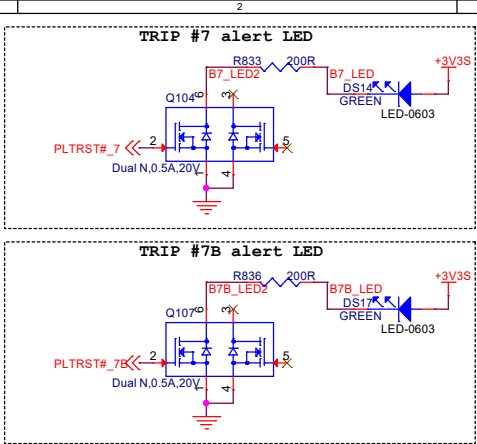 2
TRIP #7 alert LED
R833 200R +3V3S
B7_LED2 B7_LED
DS14
Q104 6 3 GREEN
LED-0603
PLTRST#_7 2 5
Dual N,0.5A,20V
1 4
TRIP #7B alert LED
R836 200R +3V3S
B7B_LED2 B7B_LED
DS17
Q107 6 3 GREEN
LED-0603
PLTRST#_7B 2 5
Dual N,0.5A,20V
1 4